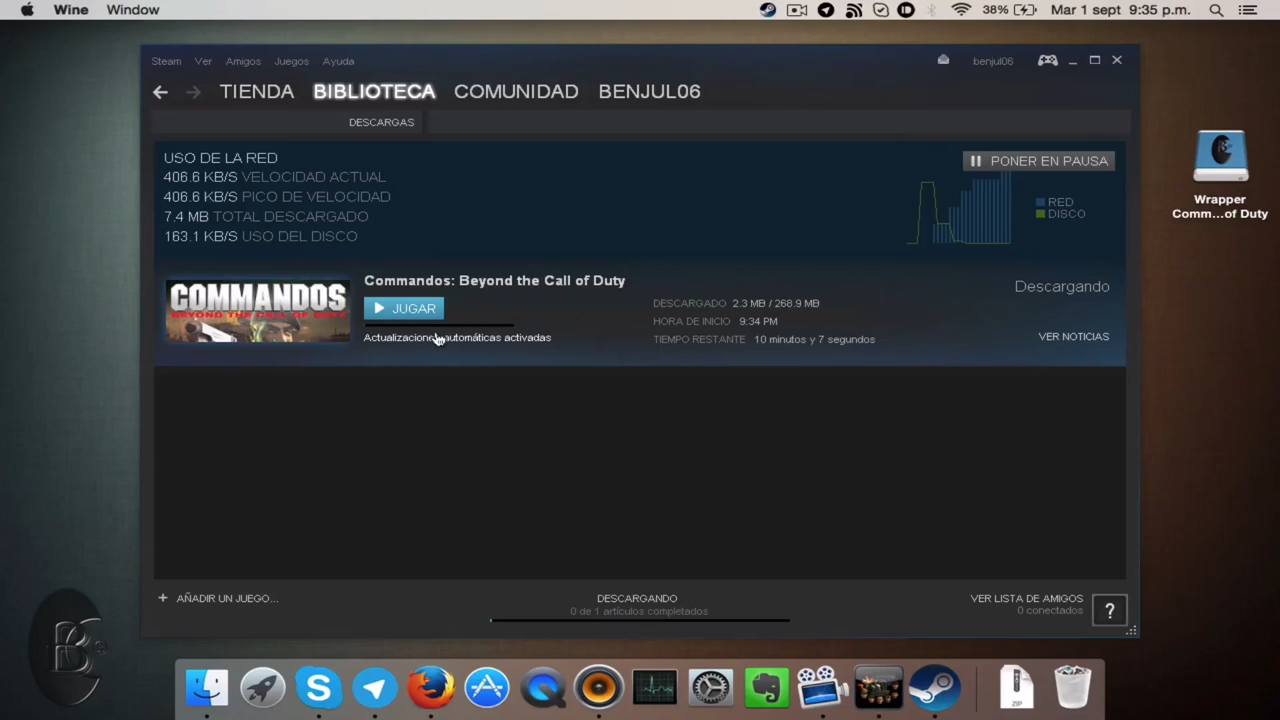 Wine Window
38% Mar 1 sept 9:35 p.m.
Steam Ver Amigos Juegos Ayuda
benjul06
TIENDA BIBLIOTECA COMUNIDAD BENJUL06
DESCARGAS
USO DE LA RED
406.6 KB/S VELOCIDAD ACTUAL
406.6 KB/S PICO DE VELOCIDAD
7.4 MB TOTAL DESCARGADO
163.1 KB/S USO DEL DISCO
PONER EN PAUSA
RED
DISCO
Wrapper
Comm...of Duty
COMMANDOS
BEYOND THE CALL OF DUTY
Commandos: Beyond the Call of Duty
JUGAR
Actualizaciones automáticas activadas
DESCARGADO 2.3 MB / 268.9 MB
HORA DE INICIO 9:34 PM
TIEMPO RESTANTE 10 minutos y 7 segundos
Descargando
VER NOTICIAS
+ AÑADIR UN JUEGO...
DESCARGANDO
0 de 1 artículos completados
VER LISTA DE AMIGOS
0 conectados
?
ZIP